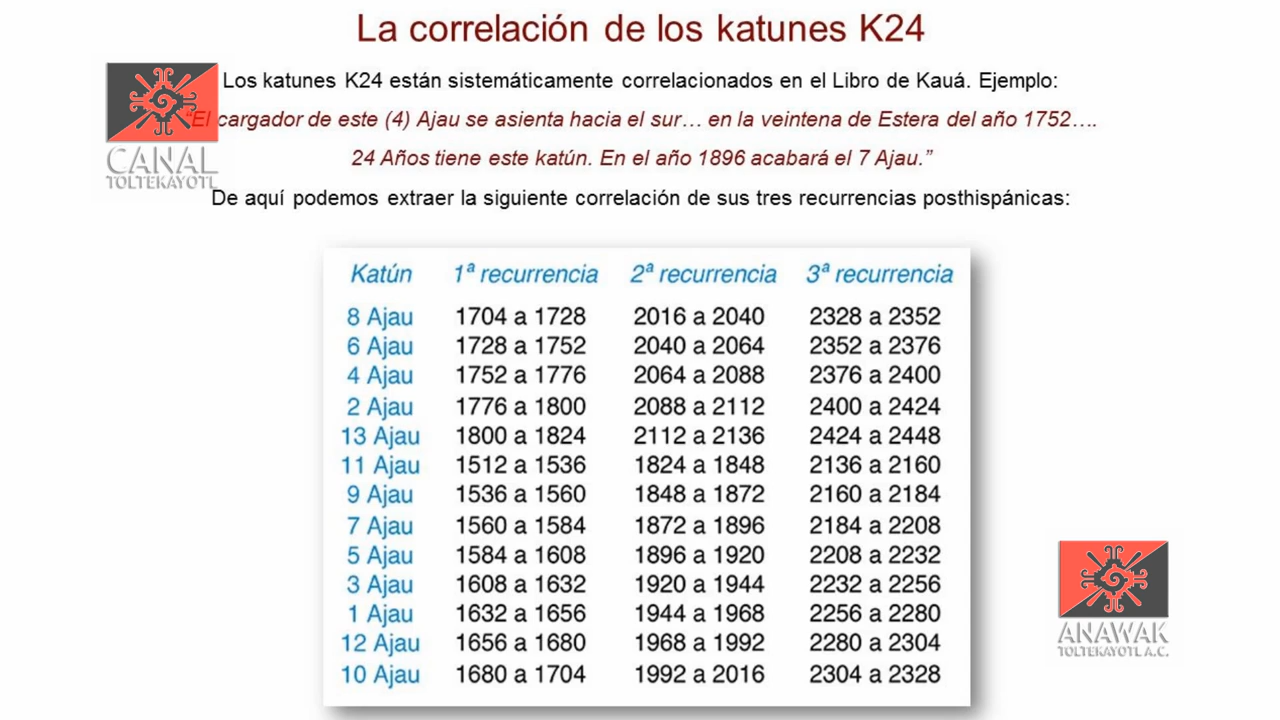 La correlación de los katunes K24
Los katunes K24 están sistemáticamente correlacionados en el Libro de Kauá. Ejemplo:
“El cargador de este (4) Ajau se asienta hacia el sur… en la veintena de Estera del año 1752….
24 Años tiene este katún. En el año 1896 acabará el 7 Ajau.”
CANAL
TOLTEKAYOTL
De aquí podemos extraer la siguiente correlación de sus tres recurrencias posthispánicas:
Katún 1ª recurrencia 2ª recurrencia 3ª recurrencia
8 Ajau 1704 a 1728 2016 a 2040 2328 a 2352
6 Ajau 1728 a 1752 2040 a 2064 2352 a 2376
4 Ajau 1752 a 1776 2064 a 2088 2376 a 2400
2 Ajau 1776 a 1800 2088 a 2112 2400 a 2424
13 Ajau 1800 a 1824 2112 a 2136 2424 a 2448
11 Ajau 1512 a 1536 1824 a 1848 2136 a 2160
9 Ajau 1536 a 1560 1848 a 1872 2160 a 2184
7 Ajau 1560 a 1584 1872 a 1896 2184 a 2208
5 Ajau 1584 a 1608 1896 a 1920 2208 a 2232
3 Ajau 1608 a 1632 1920 a 1944 2232 a 2256
1 Ajau 1632 a 1656 1944 a 1968 2256 a 2280
12 Ajau 1656 a 1680 1968 a 1992 2280 a 2304
10 Ajau 1680 a 1704 1992 a 2016 2304 a 2328
ANAWAK
TOLTEKAYOTL A.C.